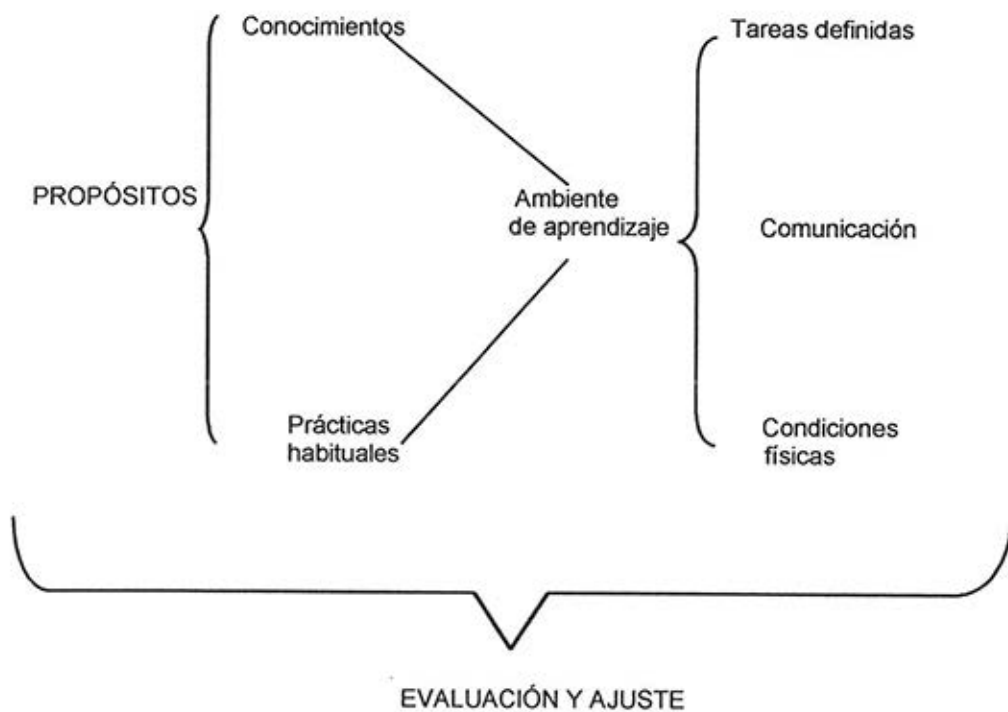 Conocimientos
Tareas definidas
PROPÓSITOS
Ambiente
de aprendizaje
Comunicación
Prácticas
habituales
Condiciones
físicas
EVALUACIÓN Y AJUSTE